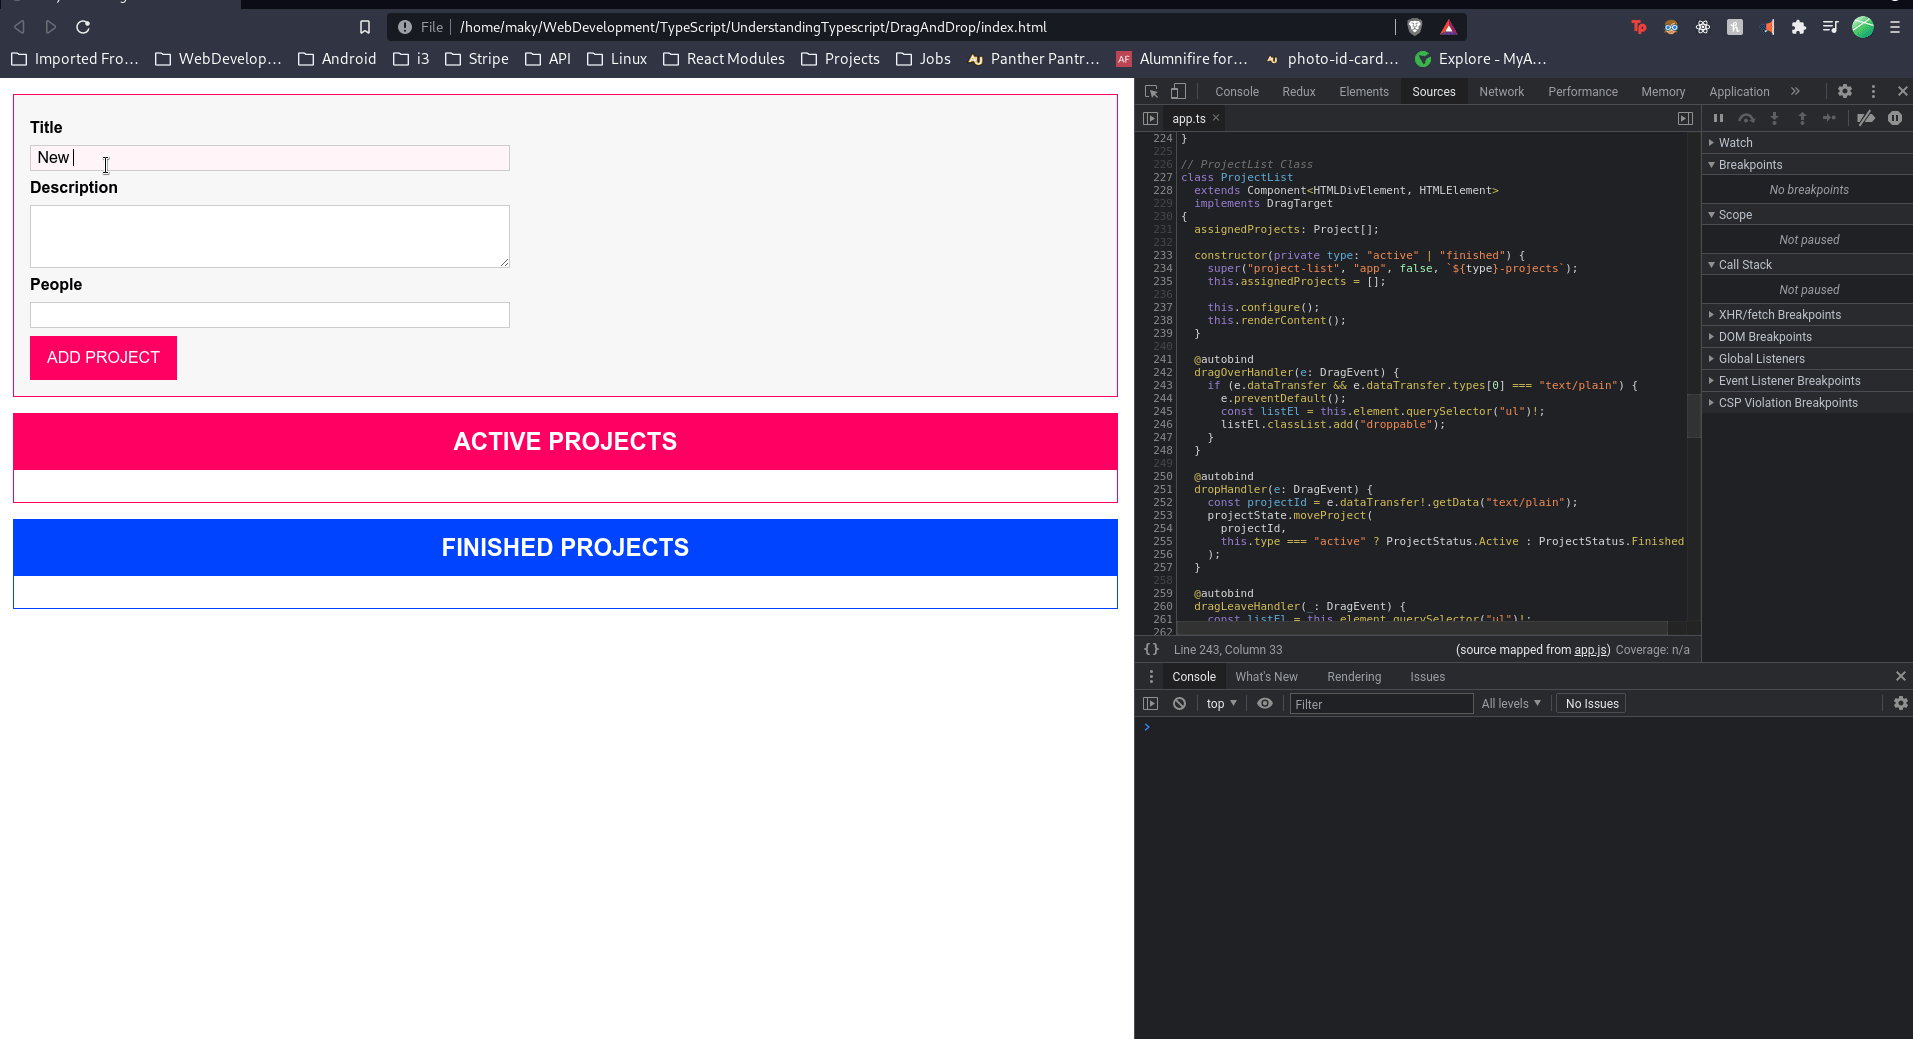 File /home/maky/WebDevelopment/TypeScript/UnderstandingTypescript/DragAndDrop/index.html
Tp
Imported Fro... WebDevelop... Android i3 Stripe API Linux React Modules Projects Jobs Panther Pantr... AF Alumnifire for... photo-id-card... Explore - MyA...
Title
New
Description
People
ADD PROJECT
ACTIVE PROJECTS
FINISHED PROJECTS
Console Redux Elements Sources Network Performance Memory Application
app.ts
224 }
225
226 // ProjectList Class
227 class ProjectList
228 extends Component<HTMLDivElement, HTMLElement>
229 implements DragTarget
230 {
231 assignedProjects: Project[];
232
233 constructor(private type: "active" | "finished") {
234 super("project-list", "app", false, `${type}-projects`);
235 this.assignedProjects = [];
236
237 this.configure();
238 this.renderContent();
239 }
240
241 @autobind
242 dragOverHandler(e: DragEvent) {
243 if (e.dataTransfer && e.dataTransfer.types[0] === "text/plain") {
244 e.preventDefault();
245 const listEl = this.element.querySelector("ul")!;
246 listEl.classList.add("droppable");
247 }
248 }
249
250 @autobind
251 dropHandler(e: DragEvent) {
252 const projectId = e.dataTransfer!.getData("text/plain");
253 projectState.moveProject(
254 projectId,
255 this.type === "active" ? ProjectStatus.Active : ProjectStatus.Finished
256 );
257 }
258
259 @autobind
260 dragLeaveHandler(_: DragEvent) {
261 const listEl = this.element.querySelector("ul")!;
262
{} Line 243, Column 33 (source mapped from app.js) Coverage: n/a
Watch
Breakpoints
No breakpoints
Scope
Not paused
Call Stack
Not paused
XHR/fetch Breakpoints
DOM Breakpoints
Global Listeners
Event Listener Breakpoints
CSP Violation Breakpoints
Console What's New Rendering Issues
top Filter All levels No Issues